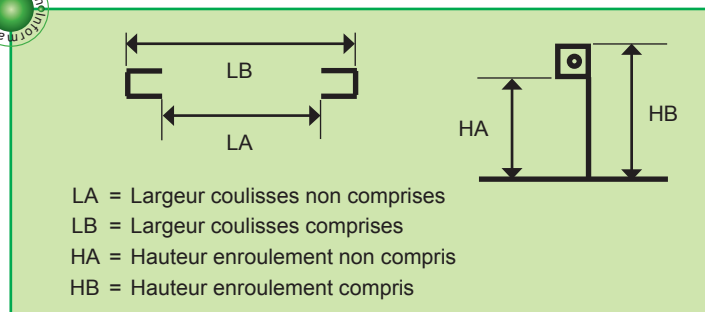 LB
LA
HA
HB
LA = Largeur coulisses non comprises
LB = Largeur coulisses comprises
HA = Hauteur enroulement non compris
HB = Hauteur enroulement compris